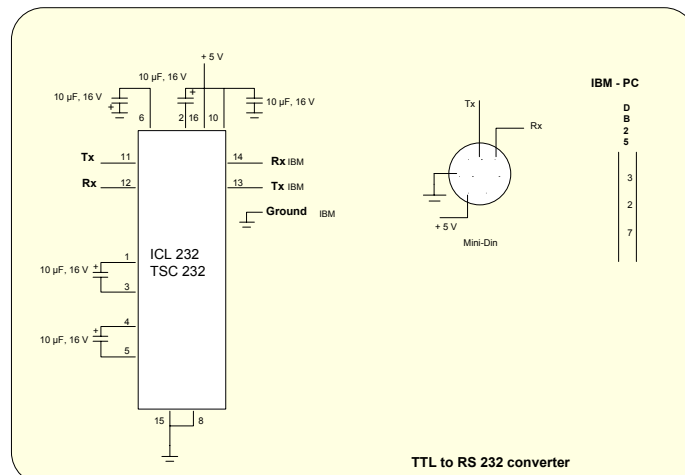 + 5 V
10 µF, 16 V
10 µF, 16 V
+
+
10 µF, 16 V
6
2
16
10
Tx
11
14
Rx IBM
Rx
12
13
Tx IBM
Ground IBM
ICL 232
TSC 232
1
+
10 µF, 16 V
3
4
+
10 µF, 16 V
5
15
8
Tx
Rx
+ 5 V
Mini-Din
IBM - PC
D
B
2
5
3
2
7
TTL to RS 232 converter